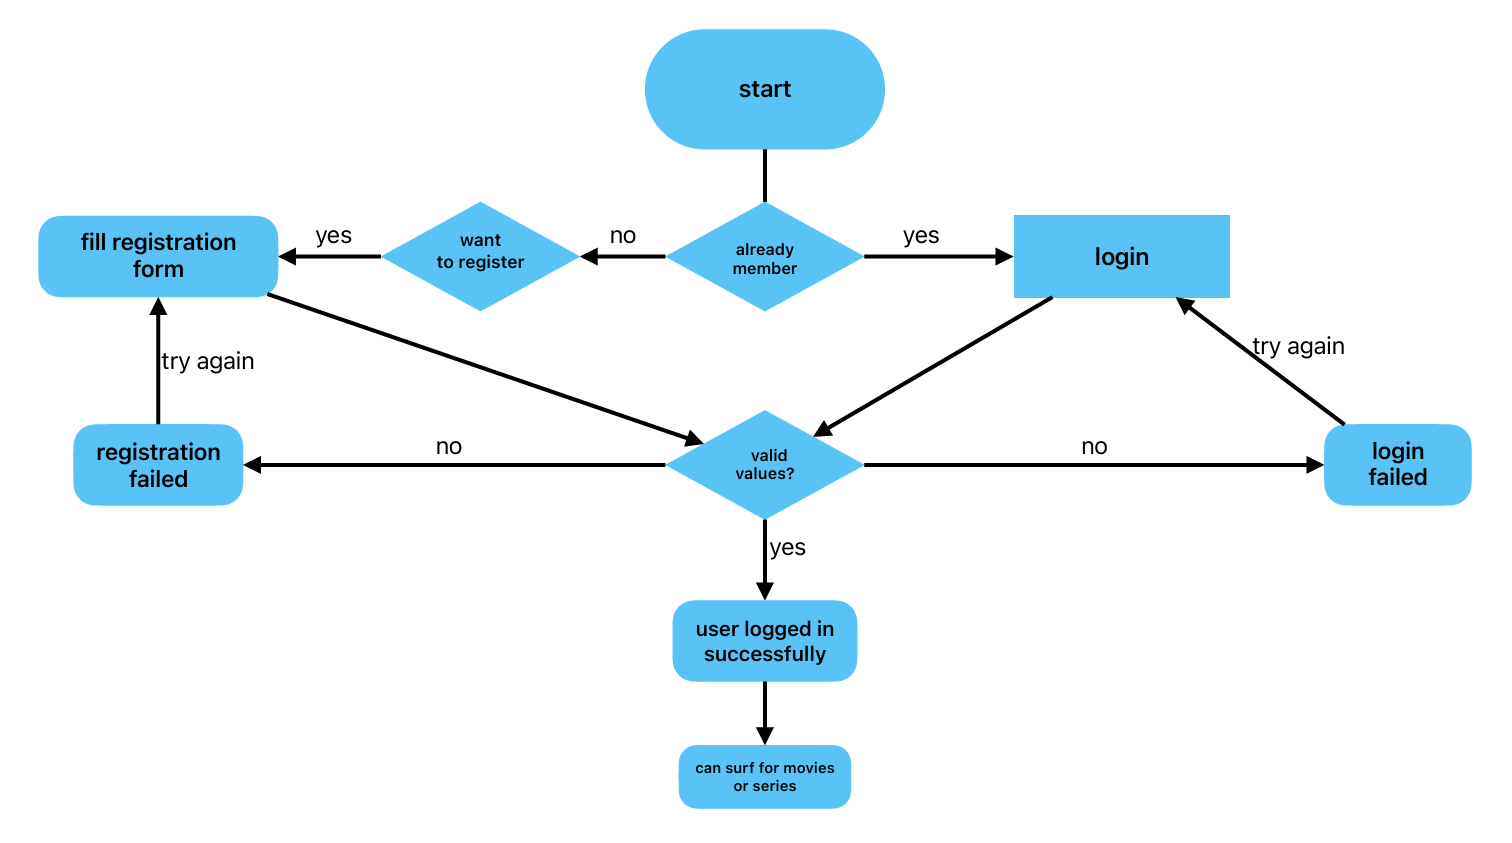 start
fill registration
form
yes
want
to register
no
already
member
yes
login
try again
try again
registration
failed
no
valid
values?
no
login
failed
yes
user logged in
successfully
can surf for movies
or series